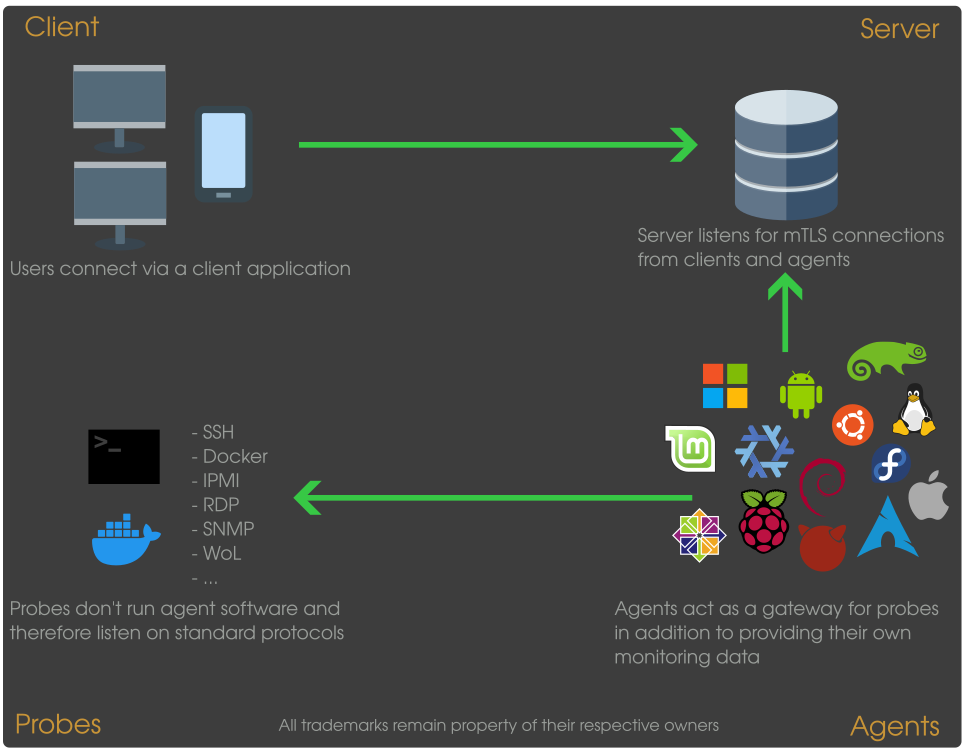 Client
Server
Users connect via a client application
Server listens for mTLS connections
from clients and agents
>_
- SSH
- Docker
- IPMI
- RDP
- SNMP
- WoL
- ...
Probes don't run agent software and
therefore listen on standard protocols
Agents act as a gateway for probes
in addition to providing their own
monitoring data
Probes
All trademarks remain property of their respective owners
Agents